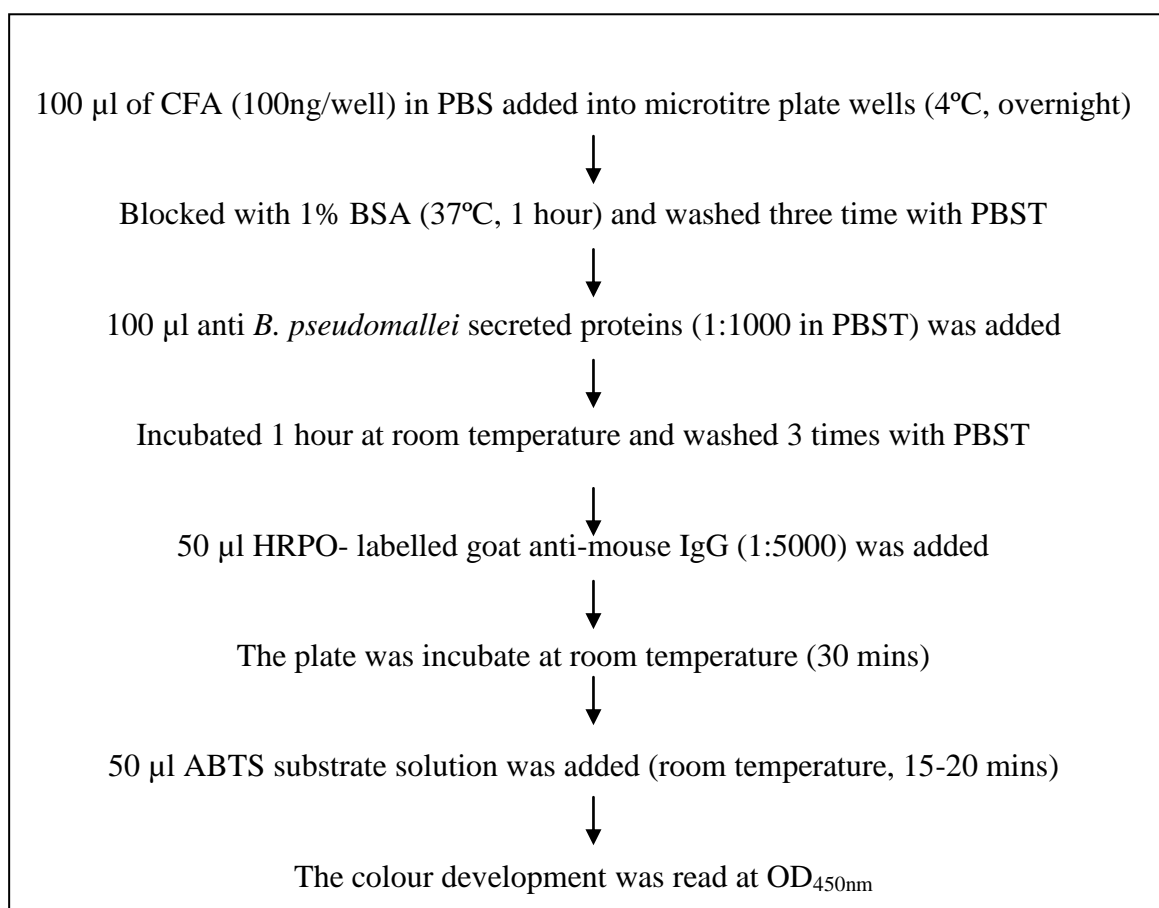 100 µl of CFA (100ng/well) in PBS added into microtitre plate wells (4ºC, overnight)
Blocked with 1% BSA (37ºC, 1 hour) and washed three time with PBST
100 µl anti B. pseudomallei secreted proteins (1:1000 in PBST) was added
Incubated 1 hour at room temperature and washed 3 times with PBST
50 µl HRPO- labelled goat anti-mouse IgG (1:5000) was added
The plate was incubate at room temperature (30 mins)
50 µl ABTS substrate solution was added (room temperature, 15-20 mins)
The colour development was read at OD450nm